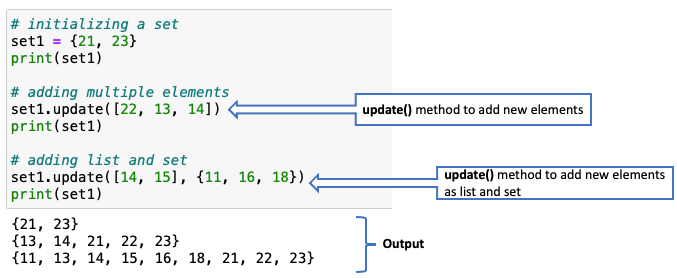 # initializing a set
set1 = {21, 23}
print(set1)
# adding multiple elements
set1.update([22, 13, 14])
update() method to add new elements
print(set1)
# adding list and set
set1.update([14, 15], {11, 16, 18})
update() method to add new elements
as list and set
print(set1)
{21, 23}
{13, 14, 21, 22, 23}
{11, 13, 14, 15, 16, 18, 21, 22, 23}
Output